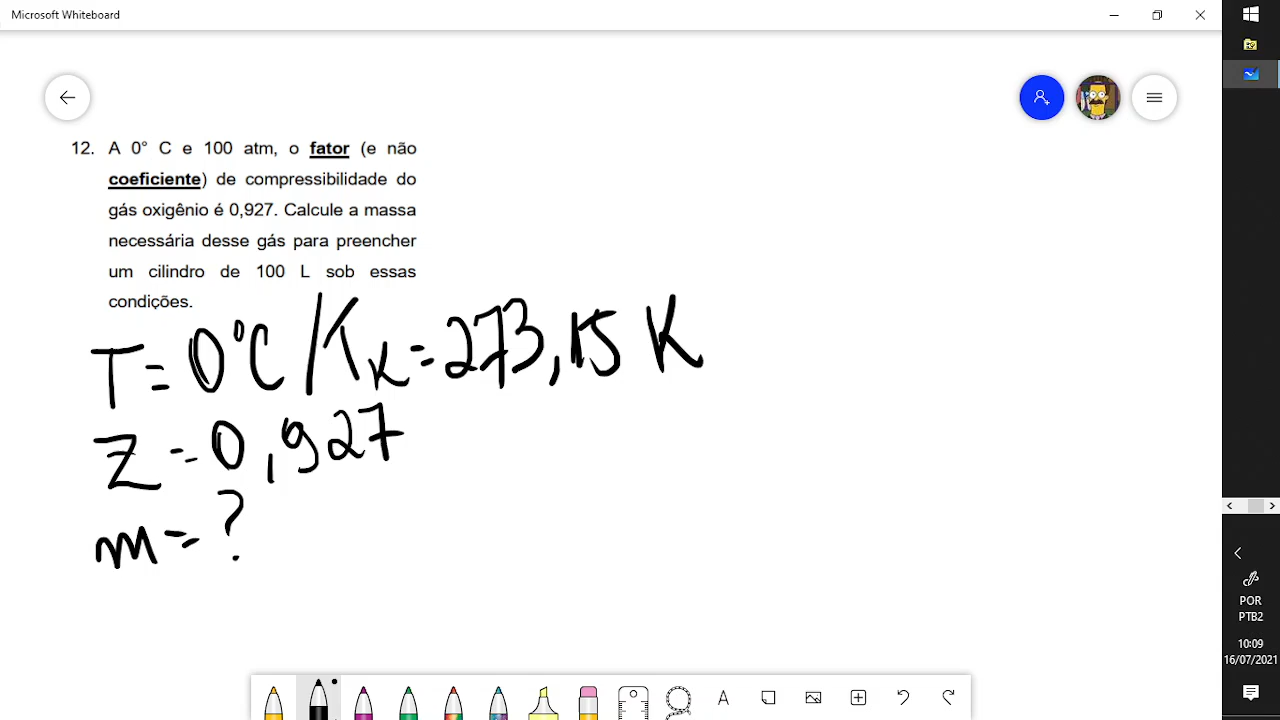 Microsoft Whiteboard
12. A 0° C e 100 atm, o fator (e não
coeficiente) de compressibilidade do
gás oxigênio é 0,927. Calcule a massa
necessária desse gás para preencher
um cilindro de 100 L sob essas
condições.
T = 0°C / TK = 273,15 K
Z = 0,927
m = ?
A
POR
PTB2
10:09
16/07/2021